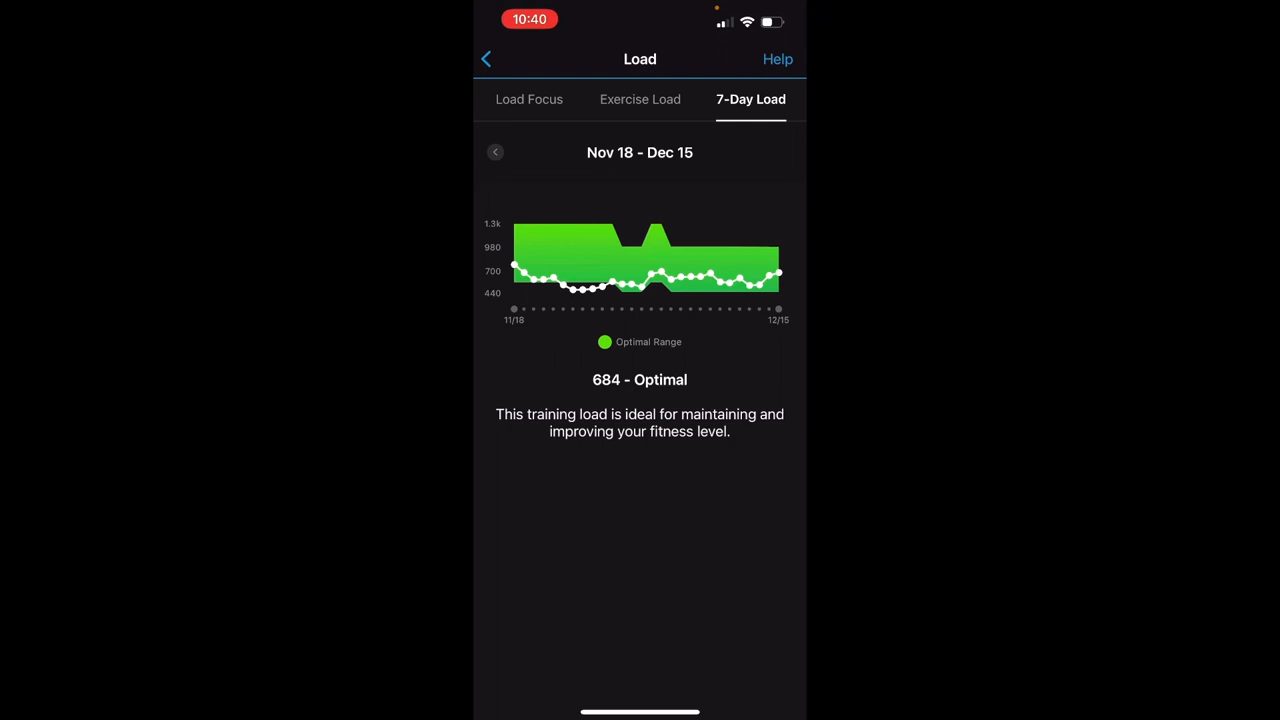 10:40
Load
Help
Load Focus
Exercise Load
7-Day Load
Nov 18 - Dec 15
1.3k
980
700
440
11/18
12/15
Optimal Range
684 - Optimal
This training load is ideal for maintaining and
improving your fitness level.